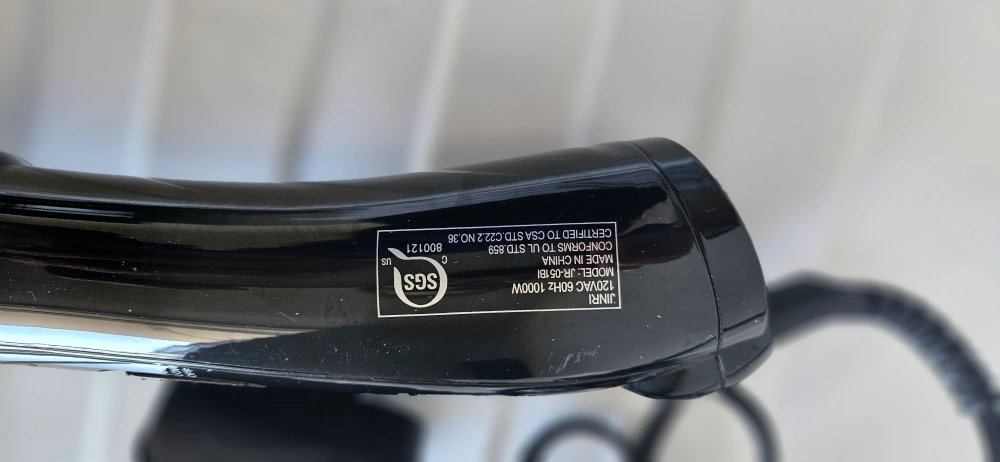 JINRI
120VAC 60Hz 1000W
MODEL: JR-051BI
MADE IN CHINA
CONFORMS TO UL STD.859
CERTIFIED TO CSA STD.C22.2 NO.36
SGS
C US
800121